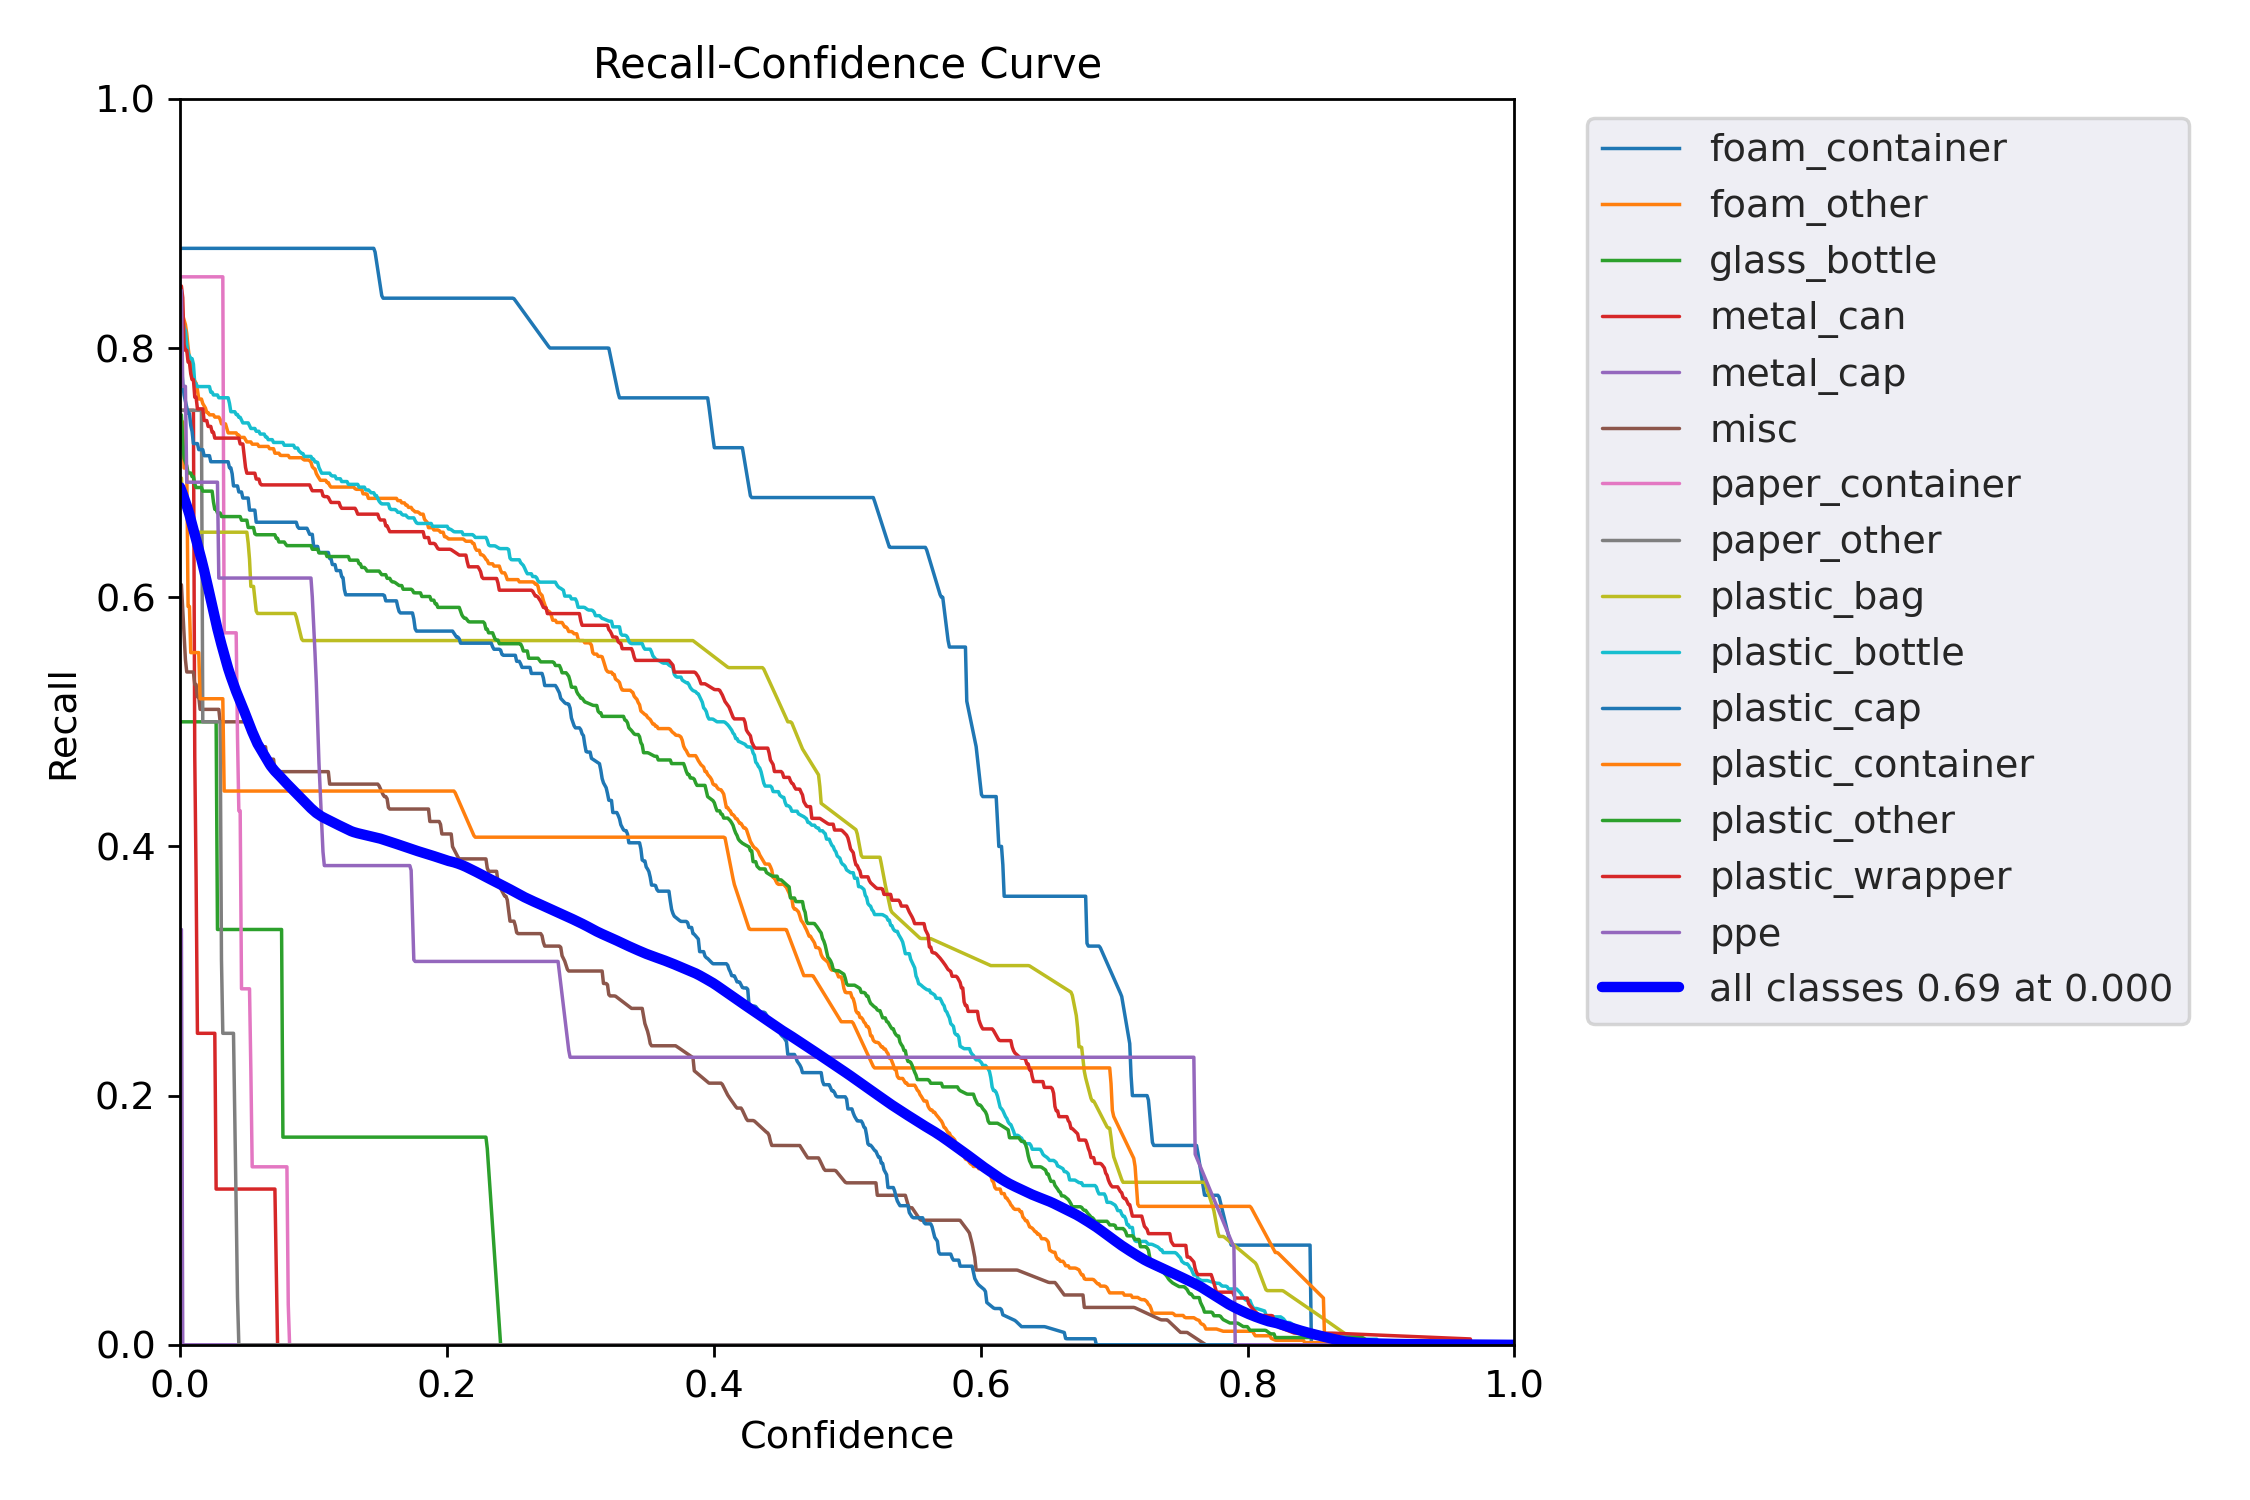 Recall-Confidence Curve
1.0
0.8
0.6
0.4
0.2
0.0
Recall
0.0 0.2 0.4 0.6 0.8 1.0
Confidence
foam_container
foam_other
glass_bottle
metal_can
metal_cap
misc
paper_container
paper_other
plastic_bag
plastic_bottle
plastic_cap
plastic_container
plastic_other
plastic_wrapper
ppe
all classes 0.69 at 0.000